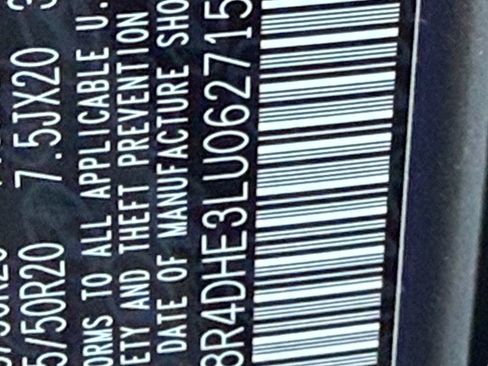 5/50R20 7.5JX20
ORMS TO ALL APPLICABLE U.
ETY AND THEFT PREVENTION
DATE OF MANUFACTURE SHO
8R4DHE3LU062715